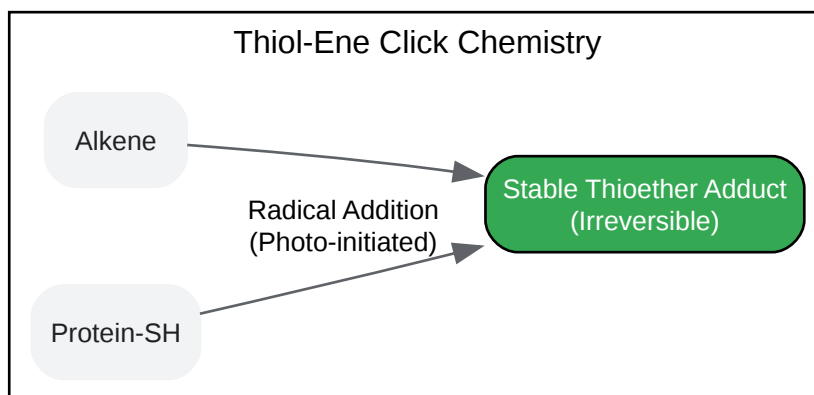 Thiol-Ene Click Chemistry
Alkene
Stable Thioether Adduct
(Irreversible)
Radical Addition
(Photo-initiated)
Protein-SH